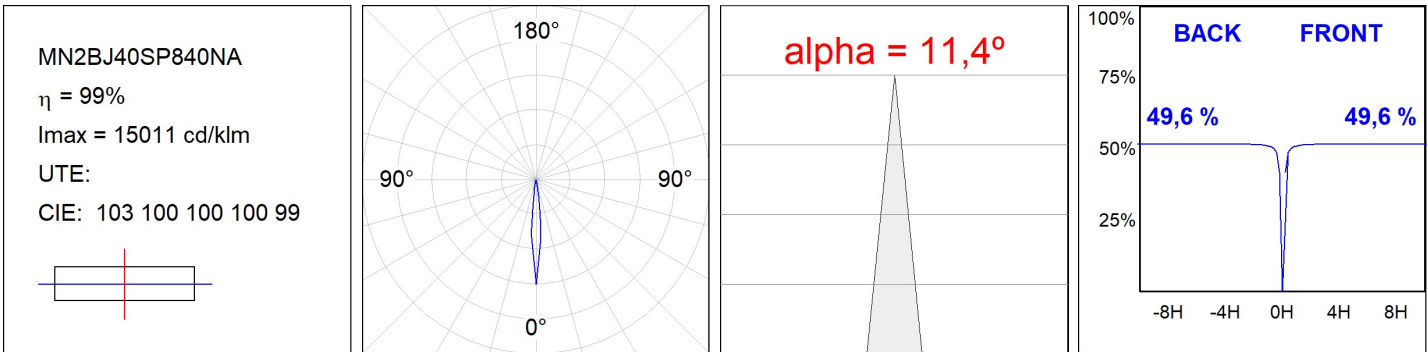 MN2BJ40SP840NA
η = 99%
Imax = 15011 cd/klm
UTE:
CIE: 103 100 100 100 99
180°
90°
90°
0°
alpha = 11,4º
100%
BACK
FRONT
75%
49,6 %
49,6 %
50%
25%
-8H
-4H
0H
4H
8H